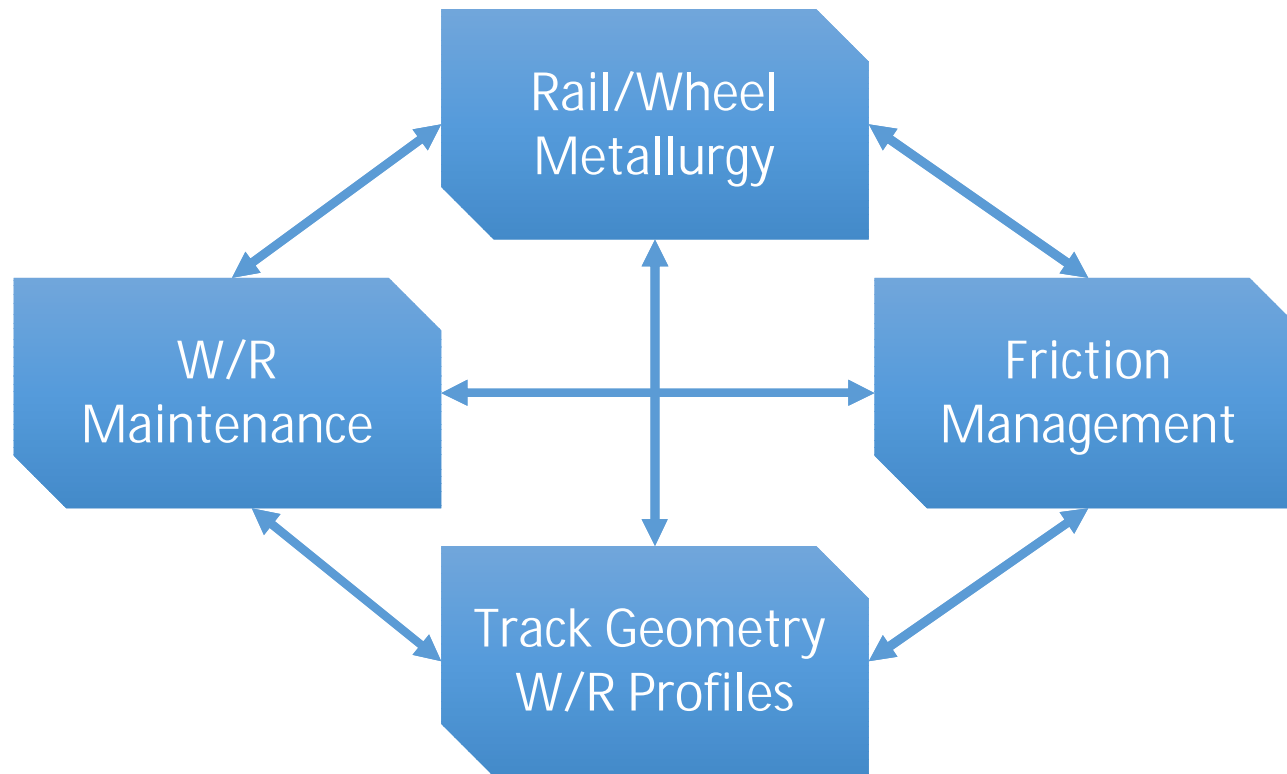 Rail/Wheel
Metallurgy
W/R
Maintenance
Friction
Management
Track Geometry
W/R Profiles